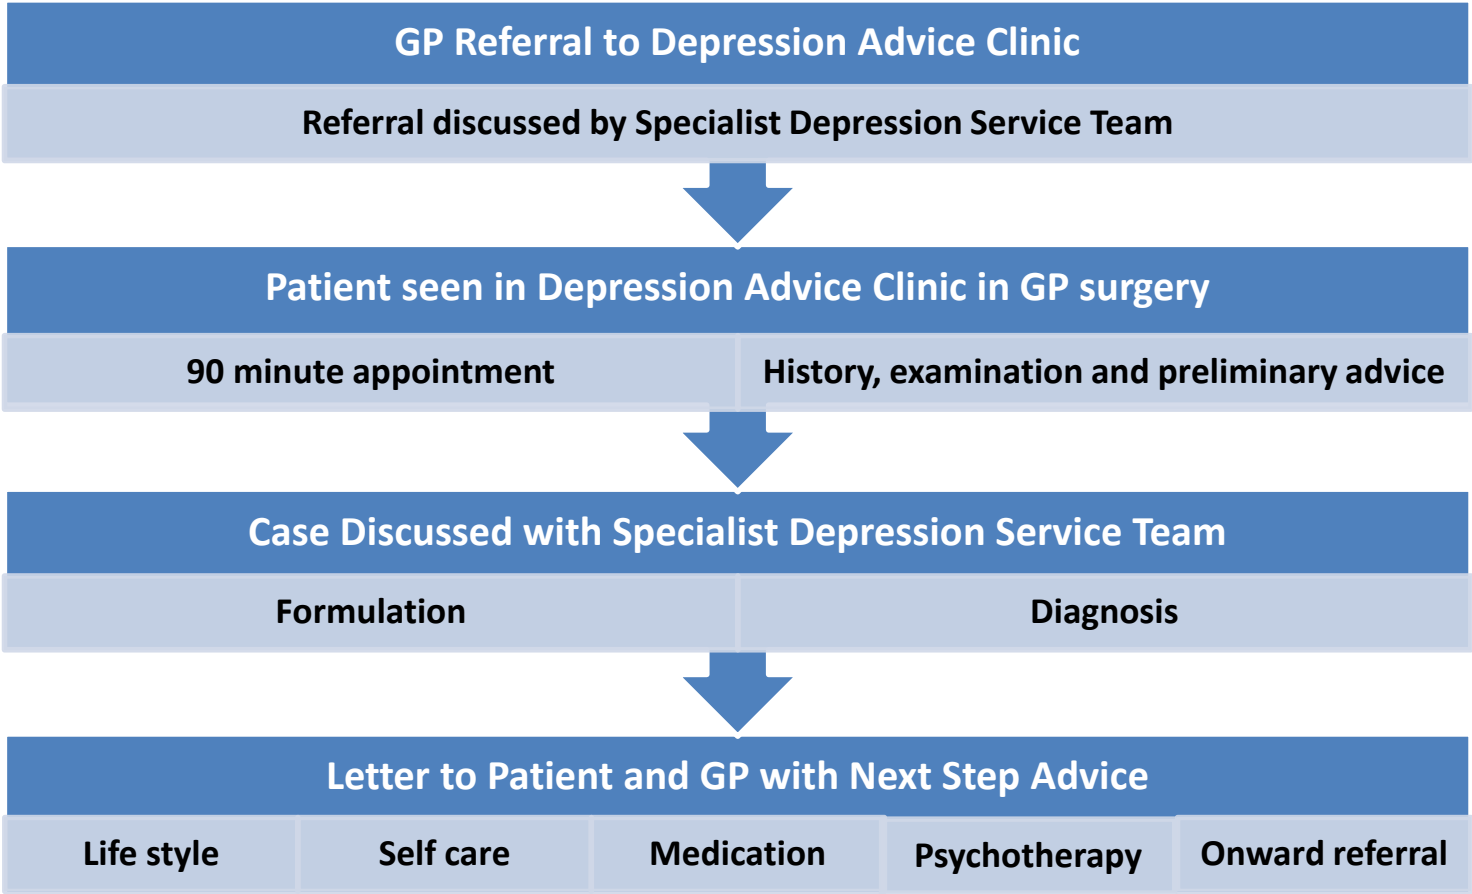 GP Referral to Depression Advice Clinic
Referral discussed by Specialist Depression Service Team
Patient seen in Depression Advice Clinic in GP surgery
90 minute appointment
History, examination and preliminary advice
Case Discussed with Specialist Depression Service Team
Formulation
Diagnosis
Letter to Patient and GP with Next Step Advice
Life style
Self care
Medication
Psychotherapy
Onward referral